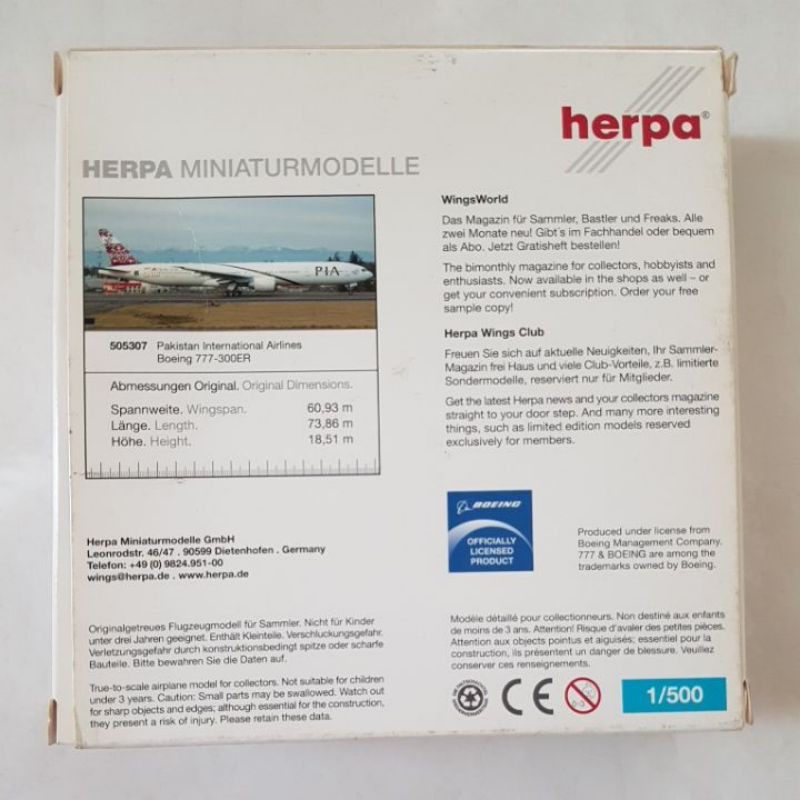 herpa®
HERPA MINIATURMODELLE
PIA
505307 Pakistan International Airlines
Boeing 777-300ER
Abmessungen Original. Original Dimensions.
Spannweite. Wingspan. 60,93 m
Länge. Length. 73,86 m
Höhe. Height. 18,51 m
WingsWorld
Das Magazin für Sammler, Bastler und Freaks. Alle
zwei Monate neu! Gibt´s im Fachhandel oder bequem
als Abo. Jetzt Gratisheft bestellen!
The bimonthly magazine for collectors, hobbyists and
enthusiasts. Now available in the shops as well – or
get your convenient subscription. Order your free
sample copy!
Herpa Wings Club
Freuen Sie sich auf aktuelle Neuigkeiten, Ihr Sammler-
Magazin frei Haus und viele Club-Vorteile, z.B. limitierte
Sondermodelle, reserviert nur für Mitglieder.
Get the latest Herpa news and your collectors magazine
straight to your door step. And many more interesting
things, such as limited edition models reserved
exclusively for members.
BOEING
OFFICIALLY
LICENSED
PRODUCT
Produced under license from
Boeing Management Company.
777 & BOEING are among the
trademarks owned by Boeing.
Herpa Miniaturmodelle GmbH
Leonrodstr. 46/47 . 90599 Dietenhofen . Germany
Telefon: +49 (0) 9824.951-00
wings@herpa.de . www.herpa.de
Originalgetreues Flugzeugmodell für Sammler. Nicht für Kinder
unter drei Jahren geeignet. Enthält Kleinteile. Verschluckungsgefahr.
Verletzungsgefahr durch konstruktionsbedingt spitze oder scharfe
Bauteile. Bitte bewahren Sie die Daten auf.
True-to-scale airplane model for collectors. Not suitable for children
under 3 years. Caution: Small parts may be swallowed. Watch out
for sharp objects and edges; although essential for the construction,
they present a risk of injury. Please retain these data.
Modèle détaillé pour collectionneurs. Non destiné aux enfants
de moins de 3 ans. Attention! Risque d'avaler des petites pièces.
Attention aux objects pointus et aiguisés; essentiel pour la
construction, ils présentent un danger de blessure. Veuillez
conserver ces renseignements.
CE
0-3
1/500